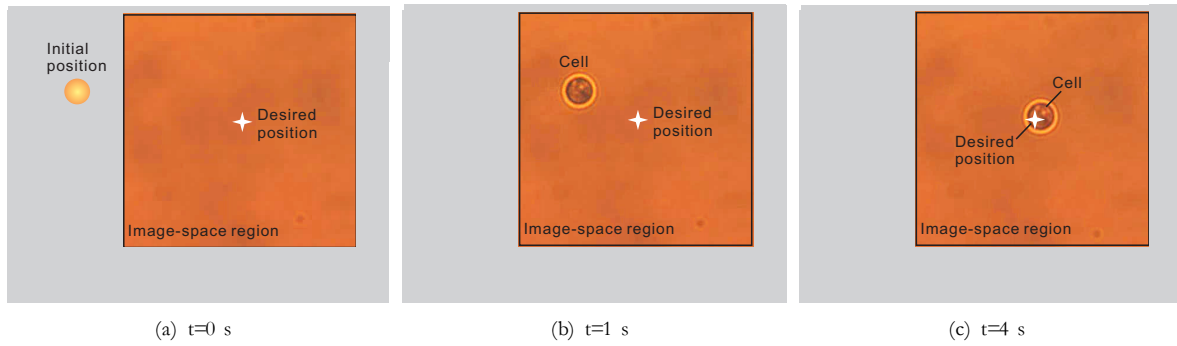 Initial
position
Desired
position
Image-space region
(a) t=0 s
Cell
Desired
position
Image-space region
(b) t=1 s
Cell
Desired
position
Image-space region
(c) t=4 s